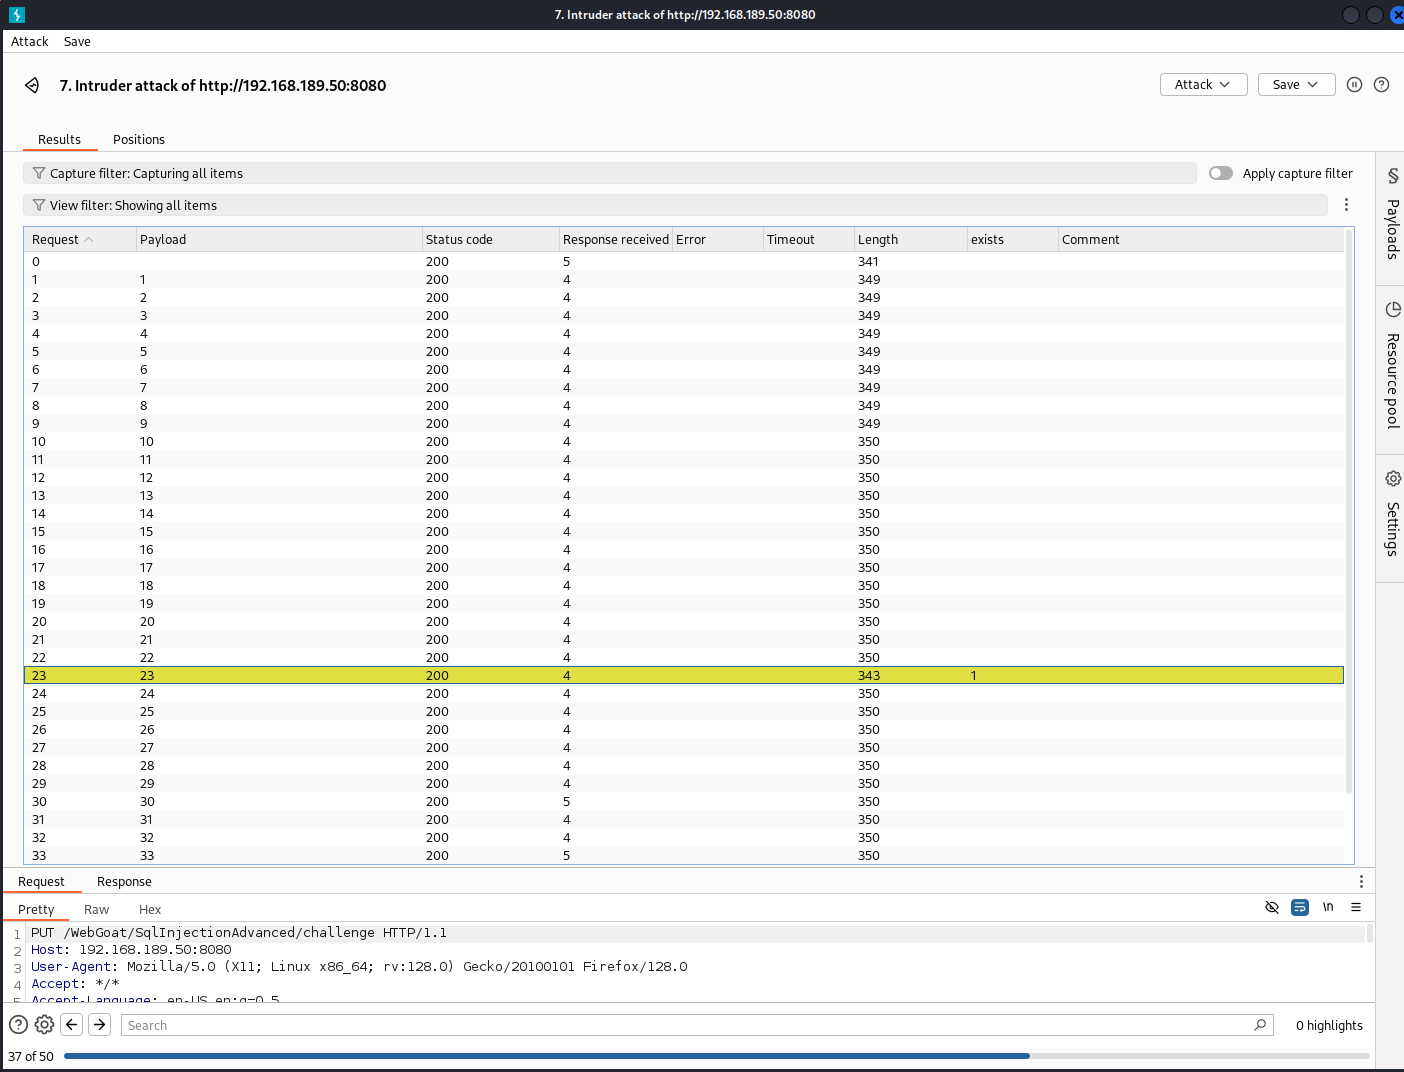 7. Intruder attack of http://192.168.189.50:8080
Attack Save
7. Intruder attack of http://192.168.189.50:8080
Attack Save
Results Positions
Capture filter: Capturing all items
Apply capture filter
View filter: Showing all items
Request Payload Status code Response received Error Timeout Length exists Comment
0 200 5 341
1 1 200 4 349
2 2 200 4 349
3 3 200 4 349
4 4 200 4 349
5 5 200 4 349
6 6 200 4 349
7 7 200 4 349
8 8 200 4 349
9 9 200 4 349
10 10 200 4 350
11 11 200 4 350
12 12 200 4 350
13 13 200 4 350
14 14 200 4 350
15 15 200 4 350
16 16 200 4 350
17 17 200 4 350
18 18 200 4 350
19 19 200 4 350
20 20 200 4 350
21 21 200 4 350
22 22 200 4 350
23 23 200 4 343 1
24 24 200 4 350
25 25 200 4 350
26 26 200 4 350
27 27 200 4 350
28 28 200 4 350
29 29 200 4 350
30 30 200 5 350
31 31 200 4 350
32 32 200 4 350
33 33 200 5 350
Payloads
Resource pool
Settings
Request Response
Pretty Raw Hex
\n
1 PUT /WebGoat/SqlInjectionAdvanced/challenge HTTP/1.1
2 Host: 192.168.189.50:8080
3 User-Agent: Mozilla/5.0 (X11; Linux x86_64; rv:128.0) Gecko/20100101 Firefox/128.0
4 Accept: */*
5 Accept-Language: en-US,en;q=0.5
Search
0 highlights
37 of 50